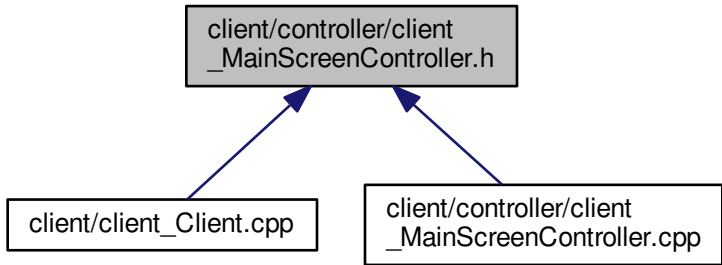 client/controller/client
_MainScreenController.h
client/client_Client.cpp
client/controller/client
_MainScreenController.cpp